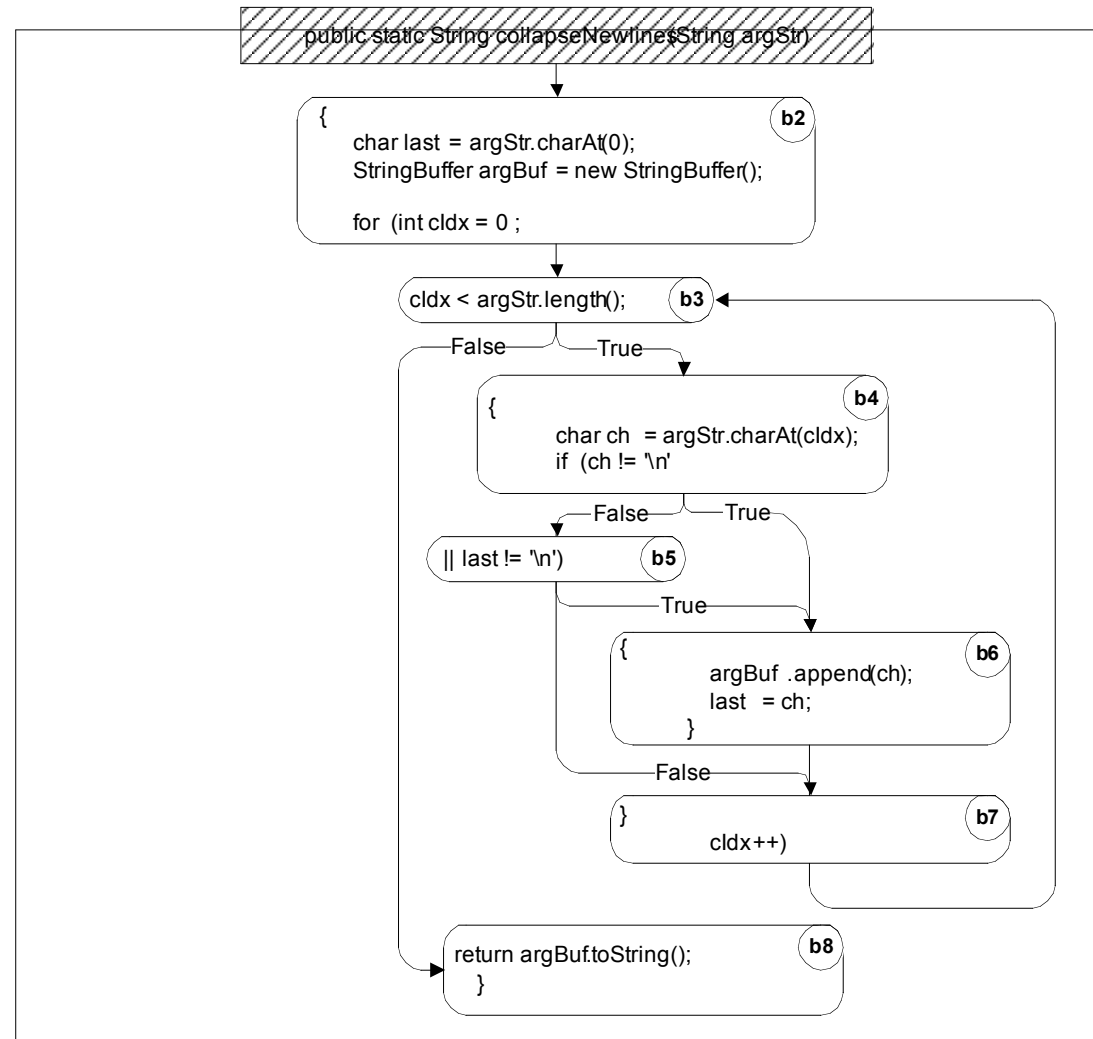 public static String collapseNewlines(String argStr)
{
b2
char last = argStr.charAt(0);
StringBuffer argBuf = new StringBuffer();
for (int cIdx = 0 ;
cIdx < argStr.length();
b3
False
True
{
b4
char ch = argStr.charAt(cIdx);
if (ch != '\n'
False
True
|| last != '\n')
b5
True
{
b6
argBuf .append(ch);
last = ch;
}
False
}
b7
cIdx++)
return argBuf.toString();
b8
}